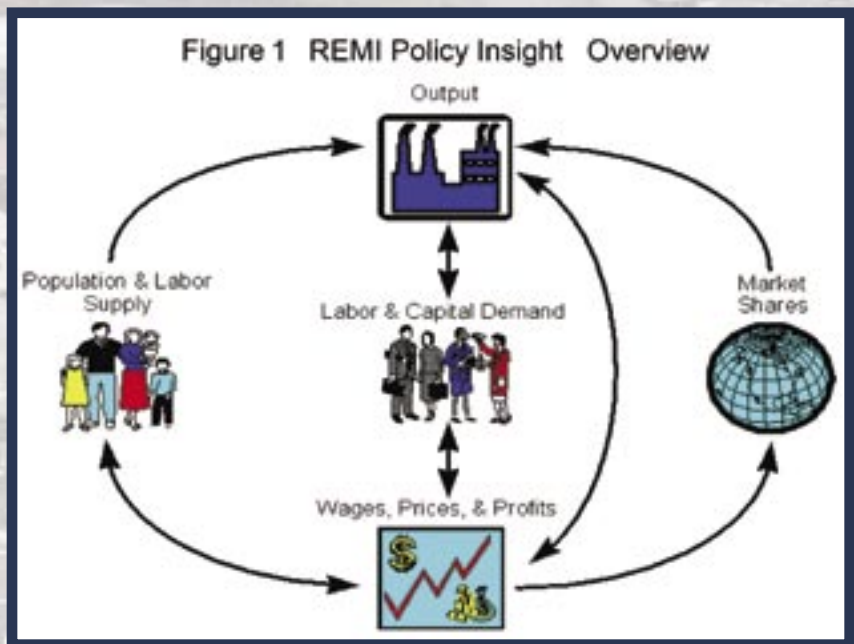 Figure 1 REMI Policy Insight Overview
Output
Population & Labor
Supply
Labor & Capital Demand
Market
Shares
Wages, Prices, & Profits
$